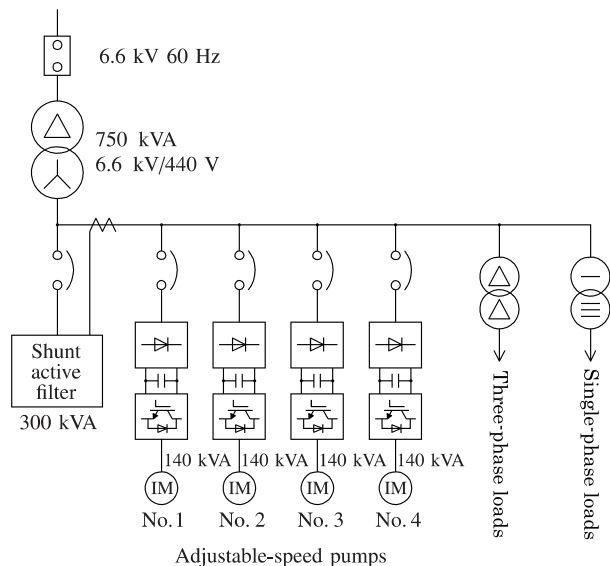 6.6 kV 60 Hz
750 kVA
6.6 kV/440 V
Shunt
active
filter
300 kVA
140 kVA
140 kVA
140 kVA
140 kVA
IM
IM
IM
IM
No. 1
No. 2
No. 3
No. 4
Adjustable-speed pumps
Three-phase loads
Single-phase loads